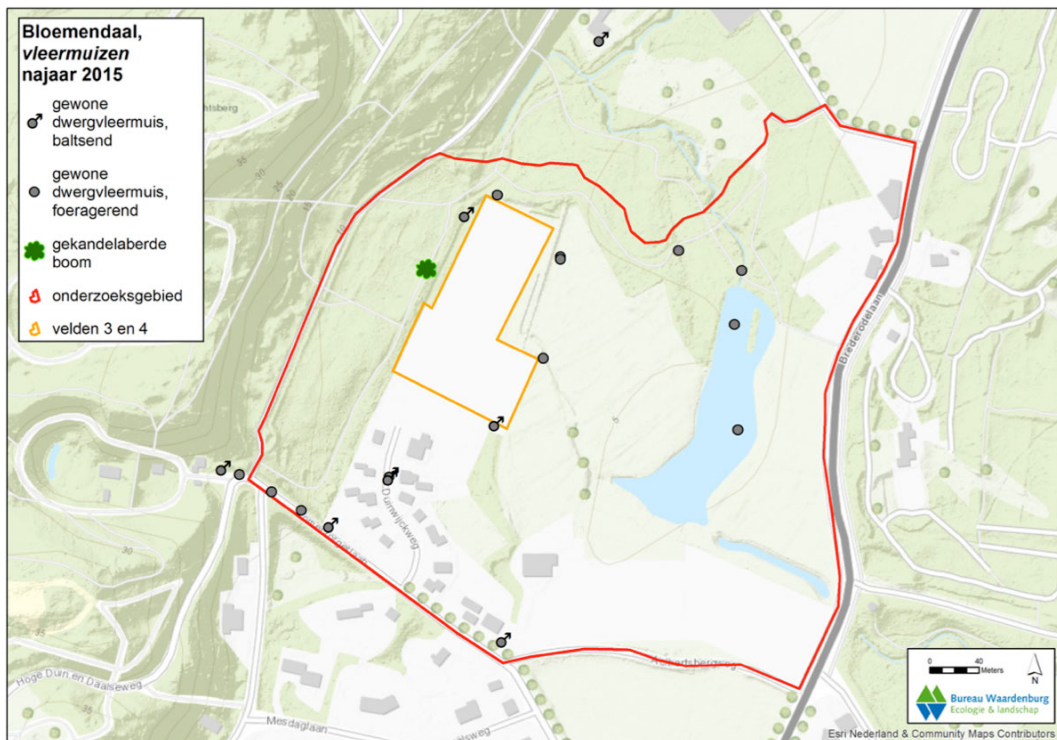 Bloemendaal,
vleermuizen
najaar 2015
gewone
dwergvleermuis,
baltsend
gewone
dwergvleermuis,
foeragerend
gekandelaberde
boom
onderzoeksgebied
velden 3 en 4
Brederodelaan
Duinwijckweg
Hoge Duin en Daalseweg
Mesdaglaan
0 40
Meters
N
Bureau Waardenburg
Ecologie & landschap
Esri Nederland & Community Maps Contributors